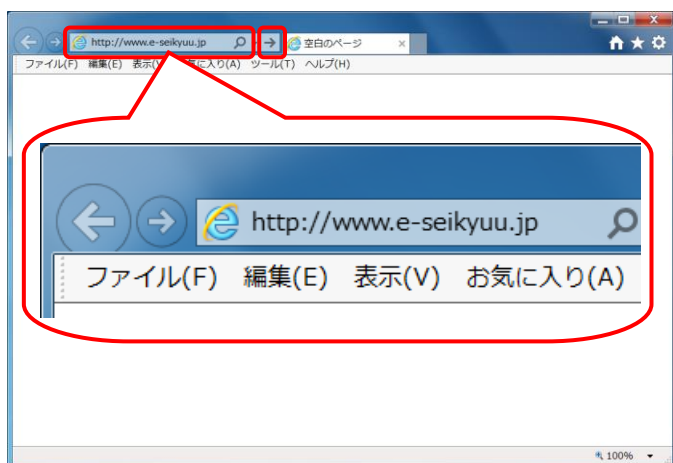 http://www.e-seikyuu.jp
空白のページ
ファイル(F) 編集(E) 表示(V) お気に入り(A) ツール(T) ヘルプ(H)
http://www.e-seikyuu.jp
ファイル(F) 編集(E) 表示(V) お気に入り(A)
100%